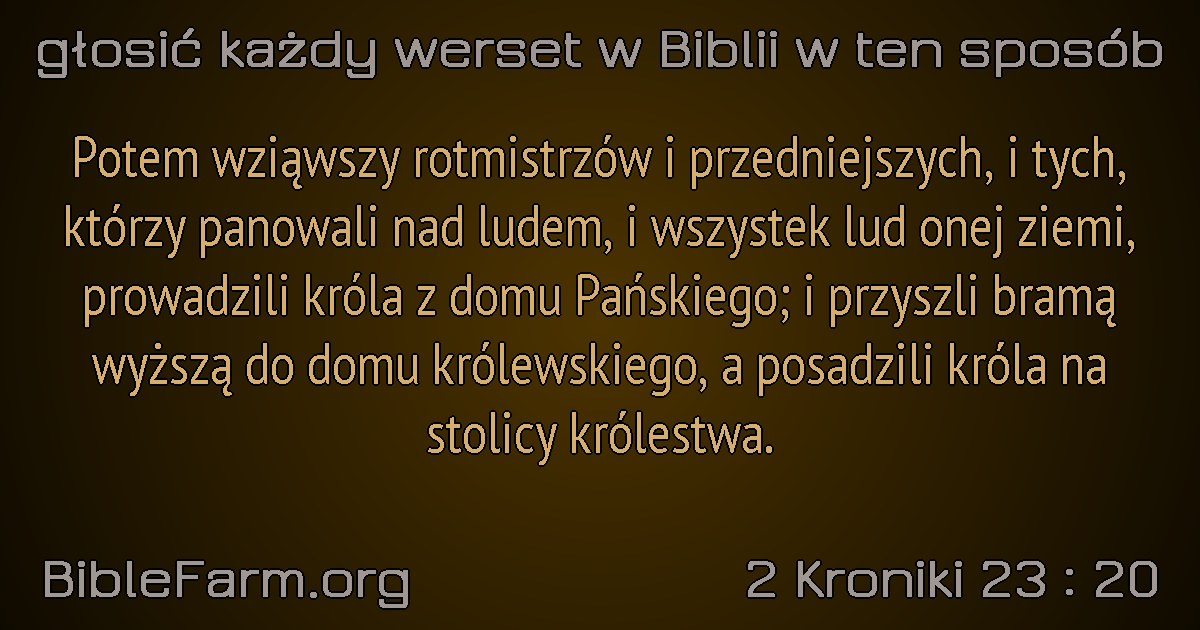 głosić każdy werset w Biblii w ten sposób
Potem wziąwszy rotmistrzów i przedniejszych, i tych,
którzy panowali nad ludem, i wszystek lud onej ziemi,
prowadzili króla z domu Pańskiego; i przyszli bramą
wyższą do domu królewskiego, a posadzili króla na
stolicy królestwa.
BibleFarm.org
2 Kroniki 23 : 20